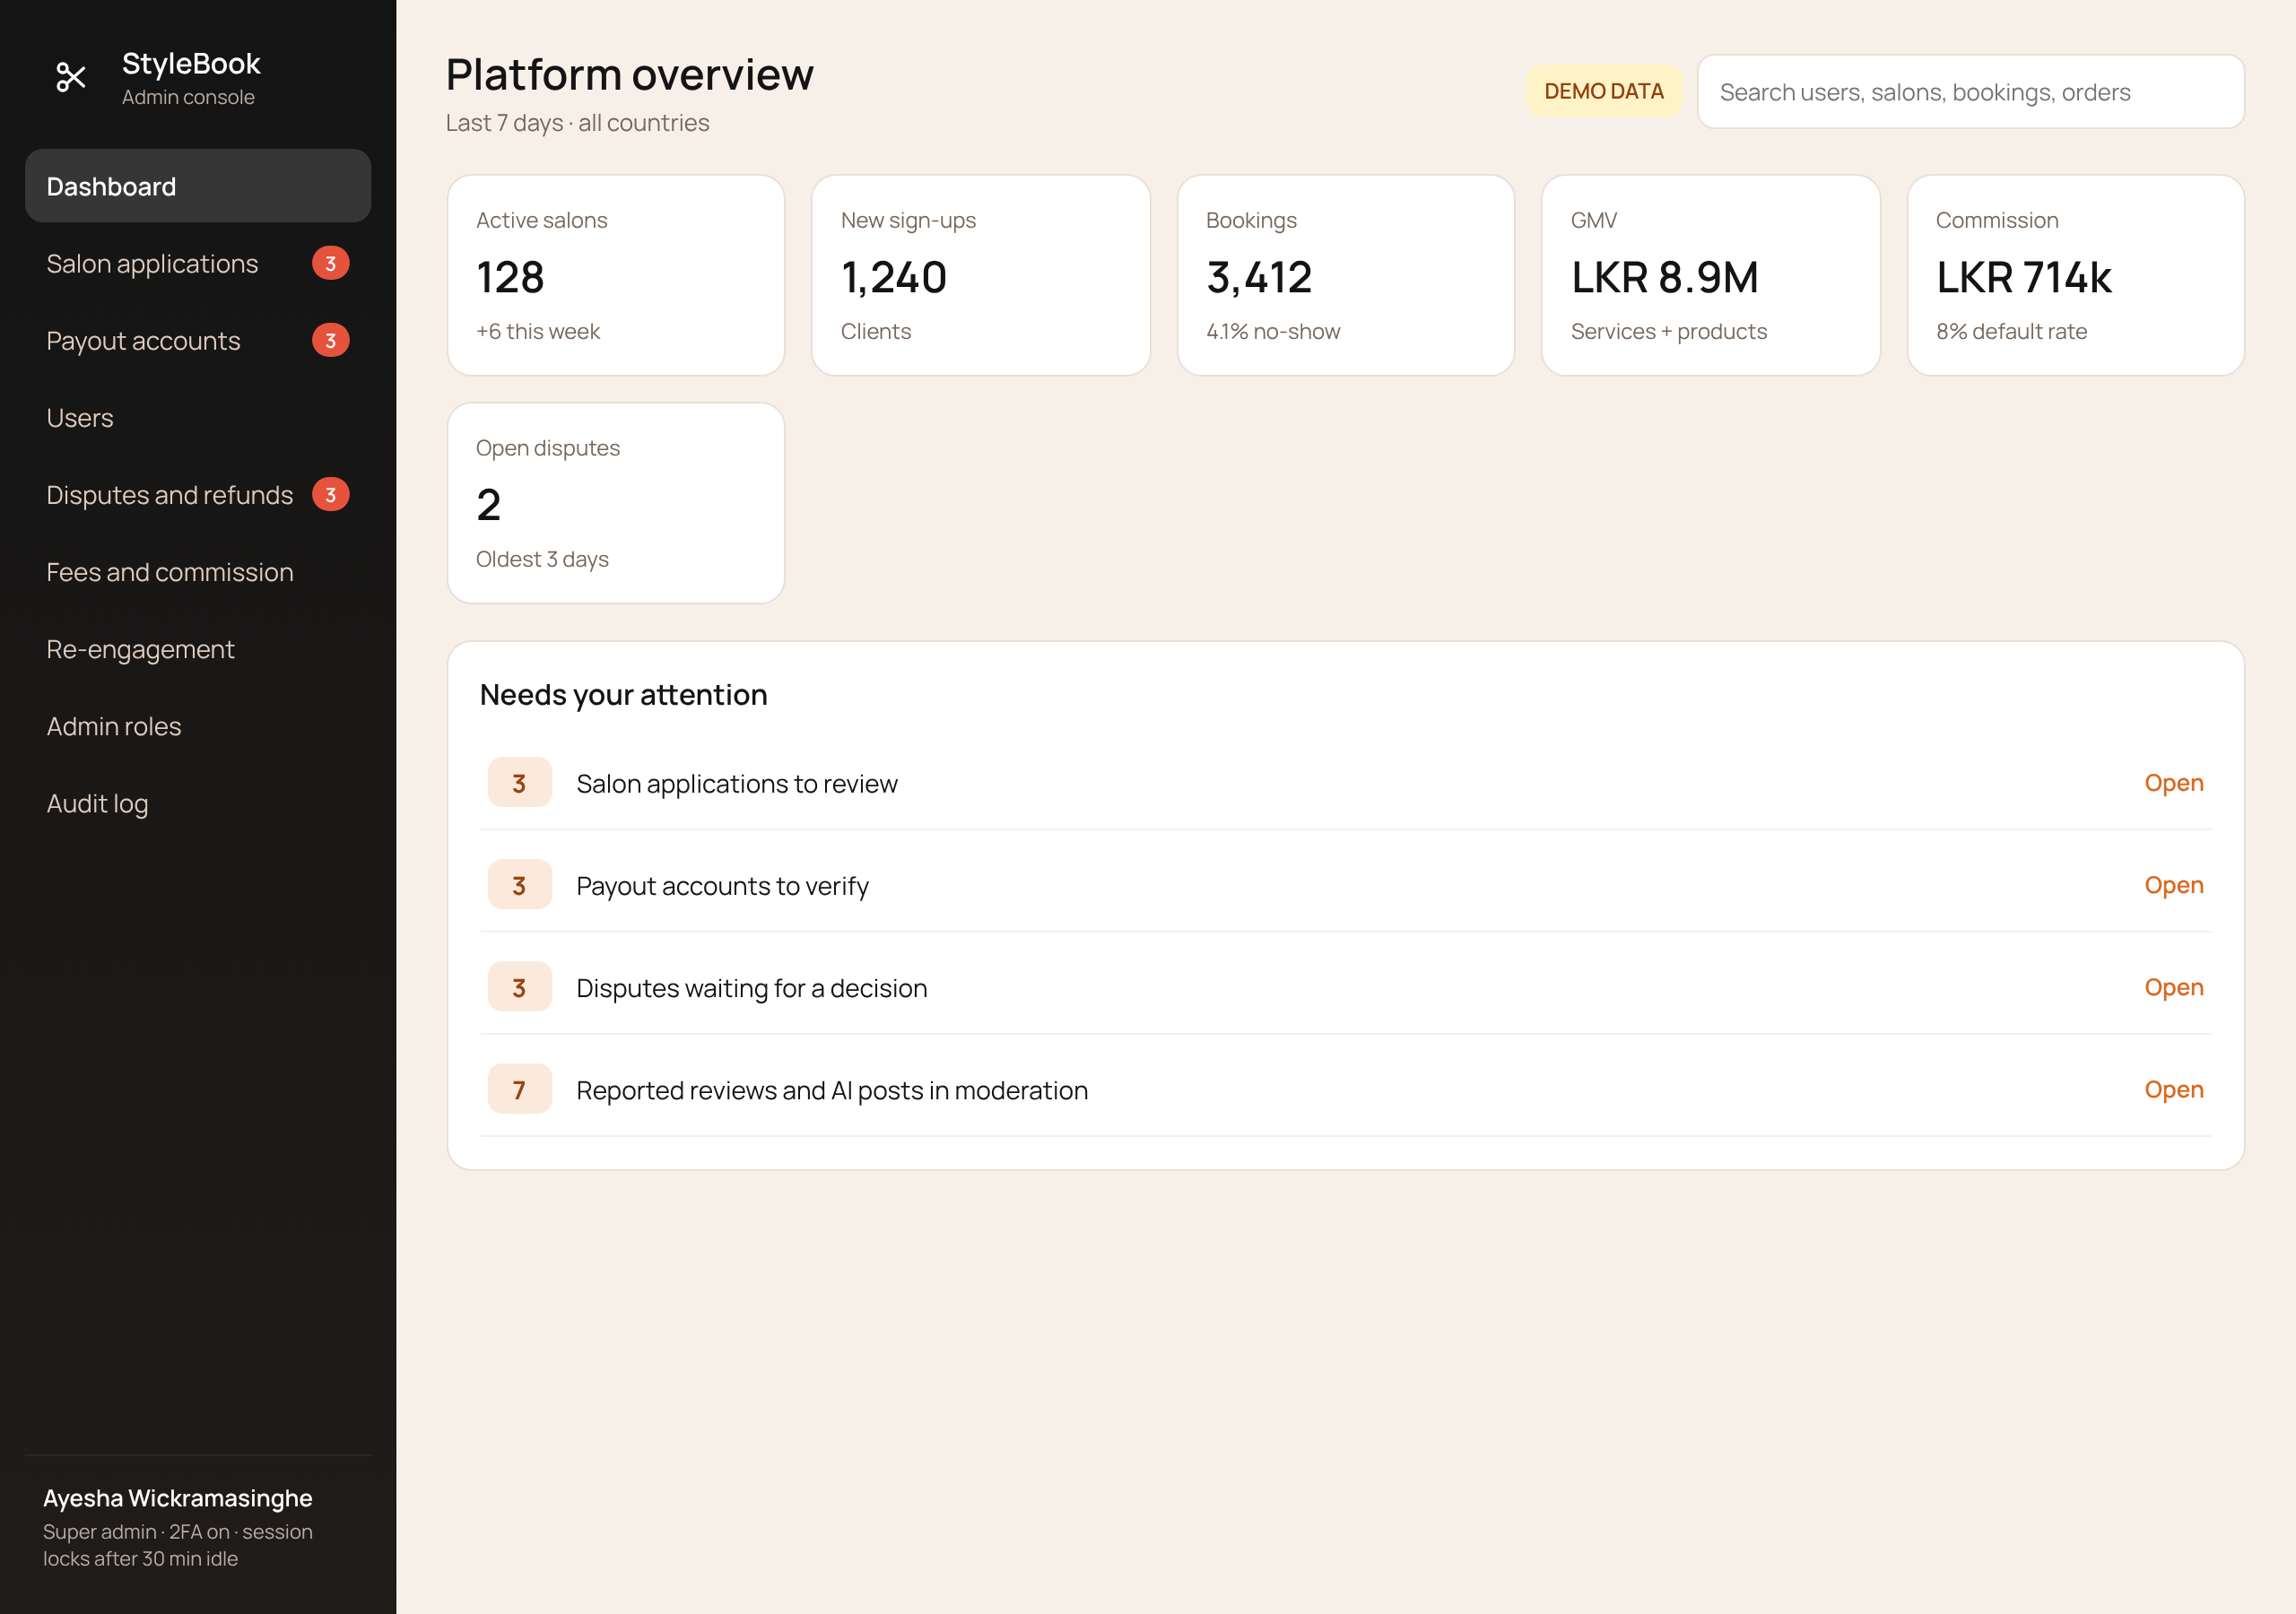 StyleBook
Admin console
Dashboard
Salon applications 3
Payout accounts 3
Users
Disputes and refunds 3
Fees and commission
Re-engagement
Admin roles
Audit log
Ayesha Wickramasinghe
Super admin · 2FA on · session
locks after 30 min idle
Platform overview
Last 7 days · all countries
DEMO DATA
Search users, salons, bookings, orders
Active salons
128
+6 this week
New sign-ups
1,240
Clients
Bookings
3,412
4.1% no-show
GMV
LKR 8.9M
Services + products
Commission
LKR 714k
8% default rate
Open disputes
2
Oldest 3 days
Needs your attention
3 Salon applications to review Open
3 Payout accounts to verify Open
3 Disputes waiting for a decision Open
7 Reported reviews and AI posts in moderation Open